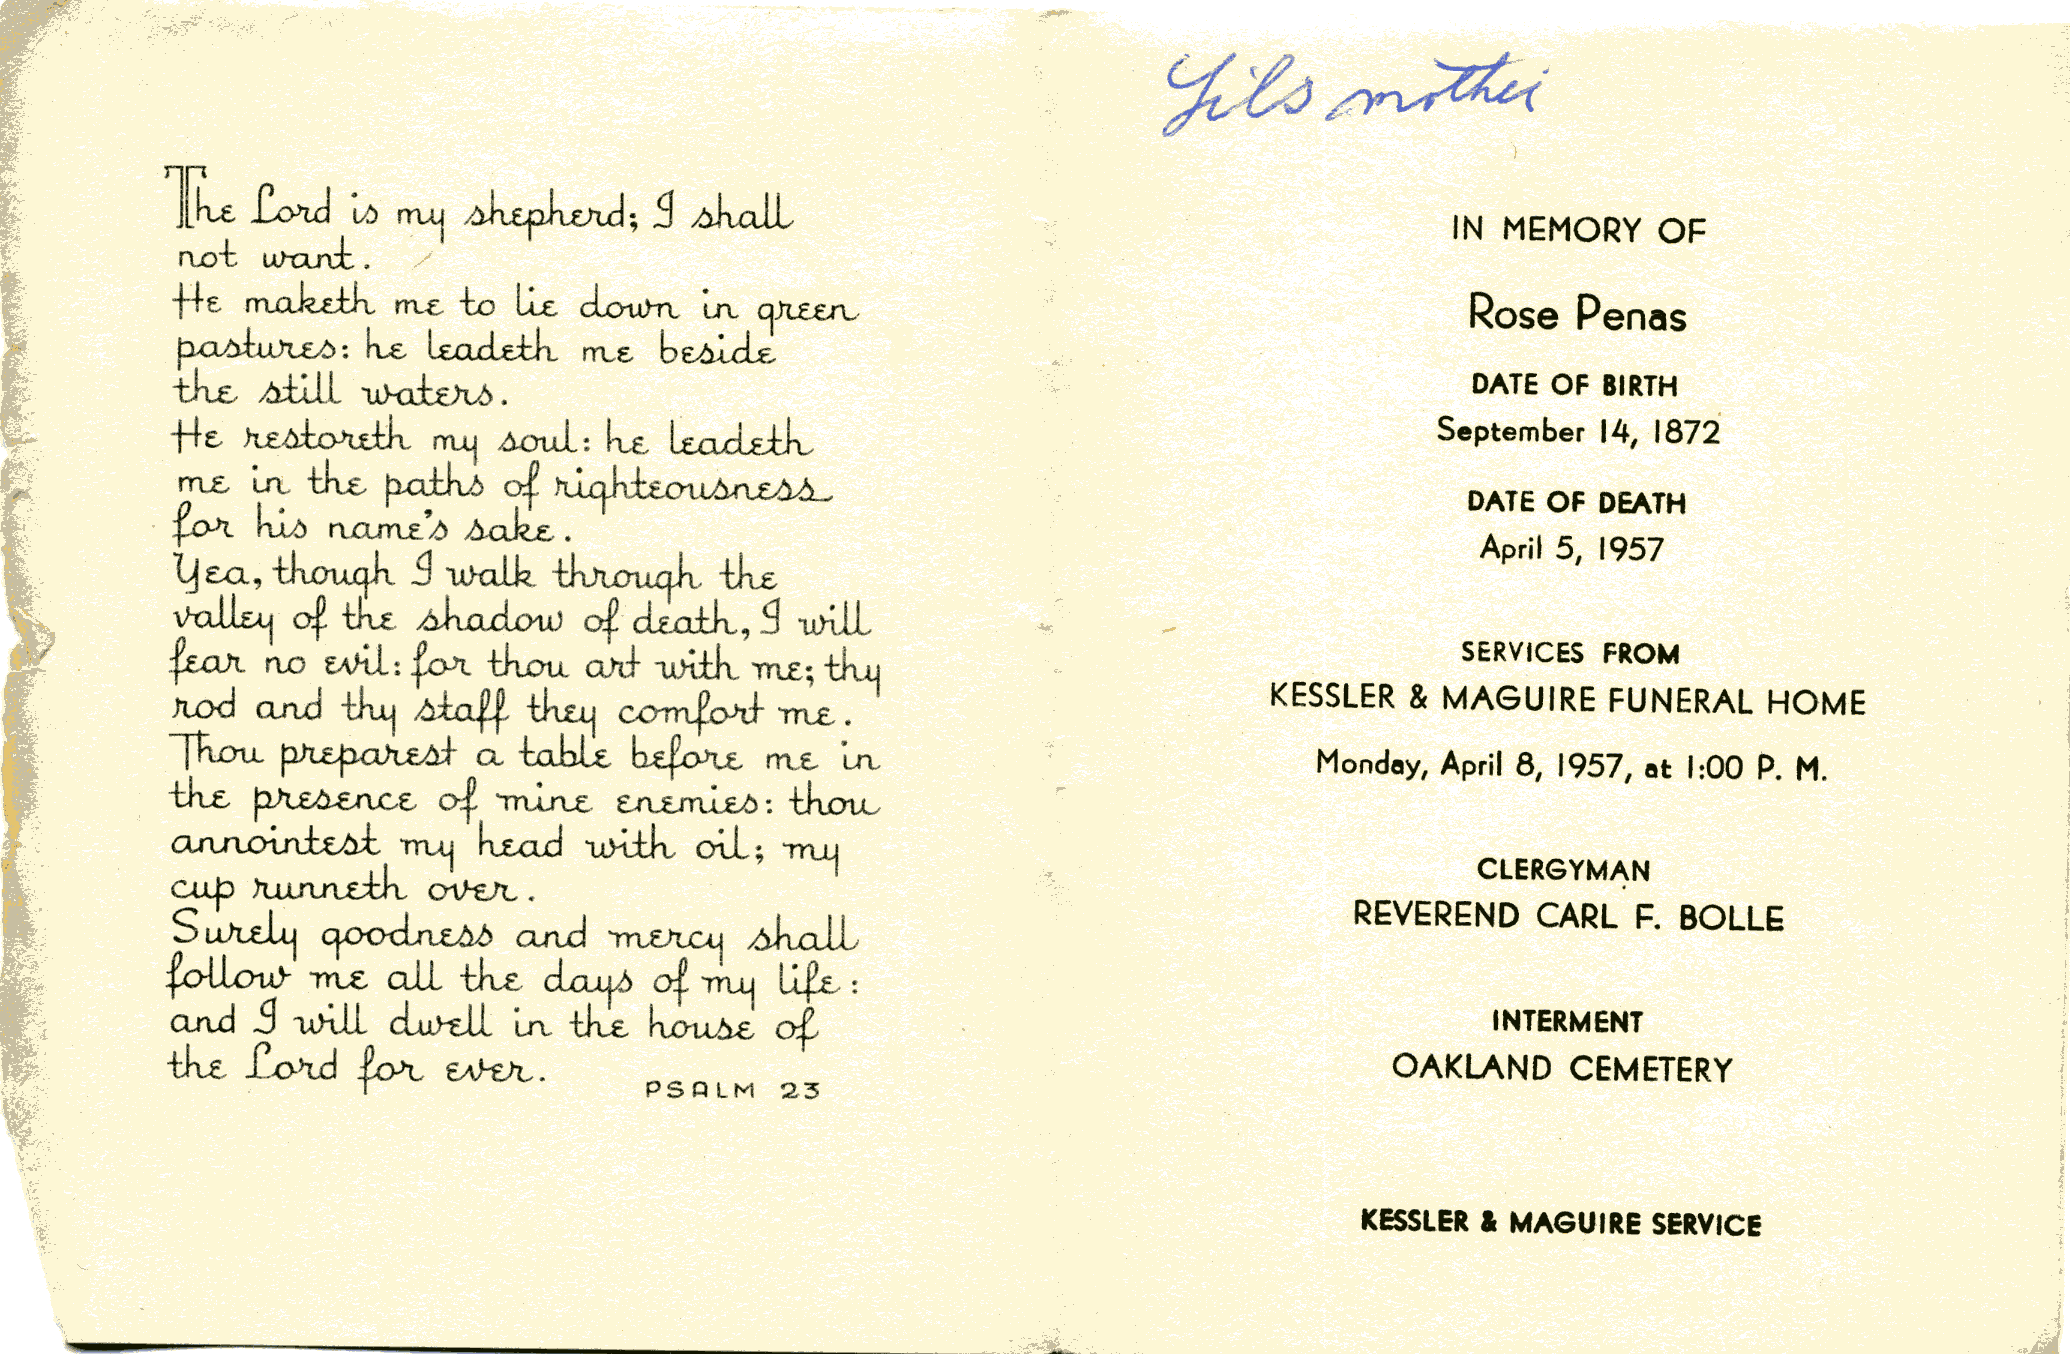 The Lord is my shepherd; I shall
not want.
He maketh me to lie down in green
pastures: he leadeth me beside
the still waters.
He restoreth my soul: he leadeth
me in the paths of righteousness
for his name's sake.
Yea, though I walk through the
valley of the shadow of death, I will
fear no evil: for thou art with me; thy
rod and thy staff they comfort me.
Thou preparest a table before me in
the presence of mine enemies: thou
annointest my head with oil; my
cup runneth over.
Surely goodness and mercy shall
follow me all the days of my life:
and I will dwell in the house of
the Lord for ever.
PSALM 23
Lils mother
IN MEMORY OF
Rose Penas
DATE OF BIRTH
September 14, 1872
DATE OF DEATH
April 5, 1957
SERVICES FROM
KESSLER & MAGUIRE FUNERAL HOME
Monday, April 8, 1957, at 1:00 P. M.
CLERGYMAN
REVEREND CARL F. BOLLE
INTERMENT
OAKLAND CEMETERY
KESSLER & MAGUIRE SERVICE